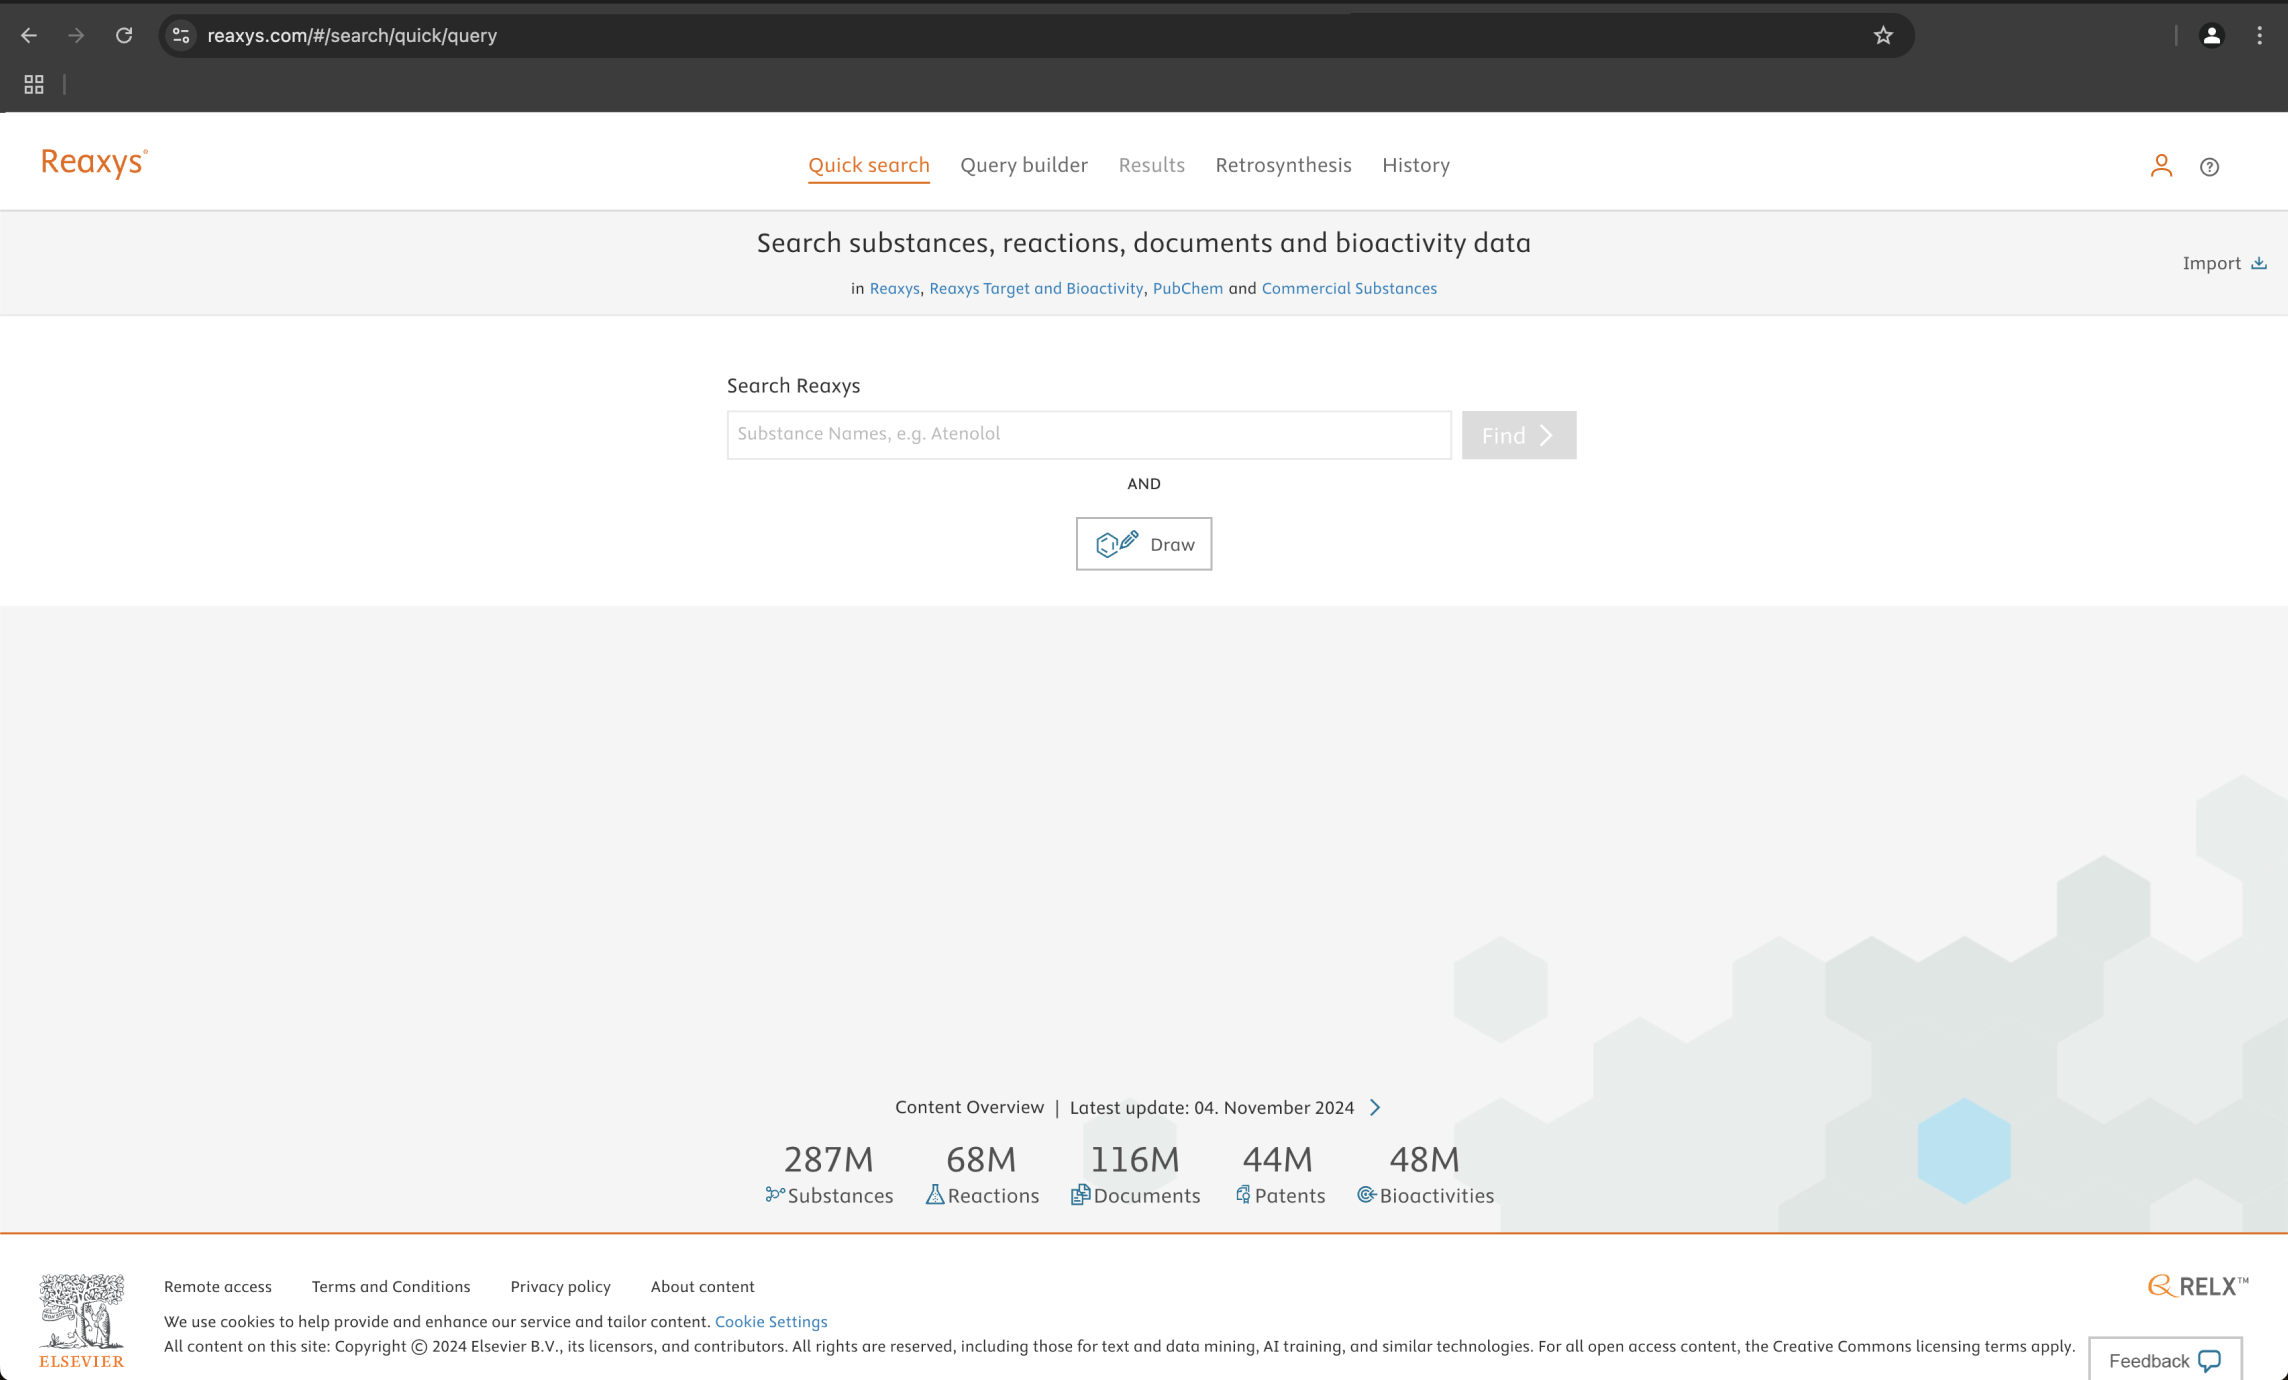 reaxys.com/#/search/quick/query
Reaxys®
Quick search Query builder Results Retrosynthesis History
Search substances, reactions, documents and bioactivity data
in Reaxys, Reaxys Target and Bioactivity, PubChem and Commercial Substances
Import
Search Reaxys
Substance Names, e.g. Atenolol
Find
AND
Draw
Content Overview | Latest update: 04. November 2024
287M 68M 116M 44M 48M
Substances Reactions Documents Patents Bioactivities
Remote access Terms and Conditions Privacy policy About content
We use cookies to help provide and enhance our service and tailor content. Cookie Settings
All content on this site: Copyright © 2024 Elsevier B.V., its licensors, and contributors. All rights are reserved, including those for text and data mining, AI training, and similar technologies. For all open access content, the Creative Commons licensing terms apply.
ELSEVIER
RELX™
Feedback